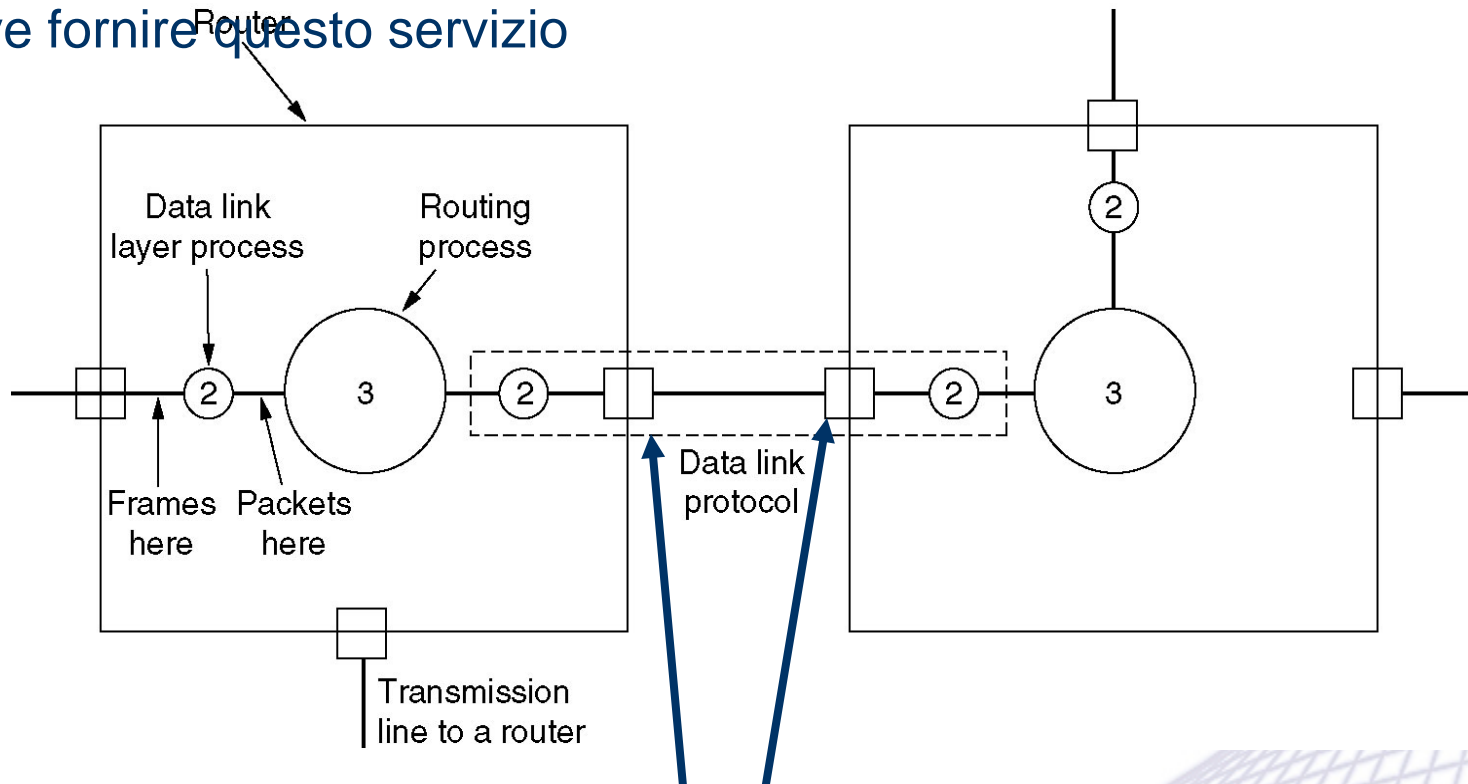 ve fornire questo servizio
Router
Data link
layer process
Routing
process
2
2
3
2
2
3
Frames
here
Packets
here
Data link
protocol
Transmission
line to a router